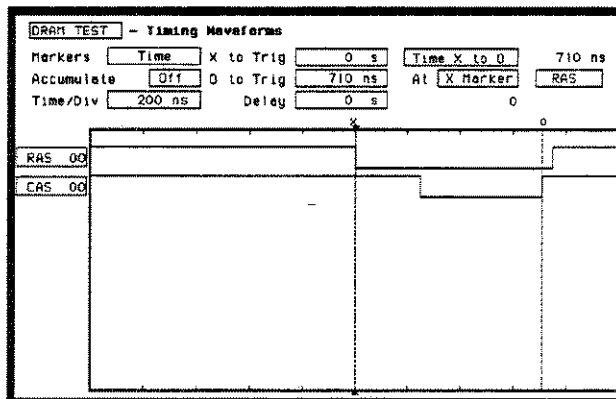 DRAM TEST - Timing Waveforms
Markers Time X to Trig 0 s Time X to O 710 ns
Accumulate Off O to Trig 710 ns At X Marker RAS
Time/Div 200 ns Delay 0 s 0
X O
RAS 00
CAS 00